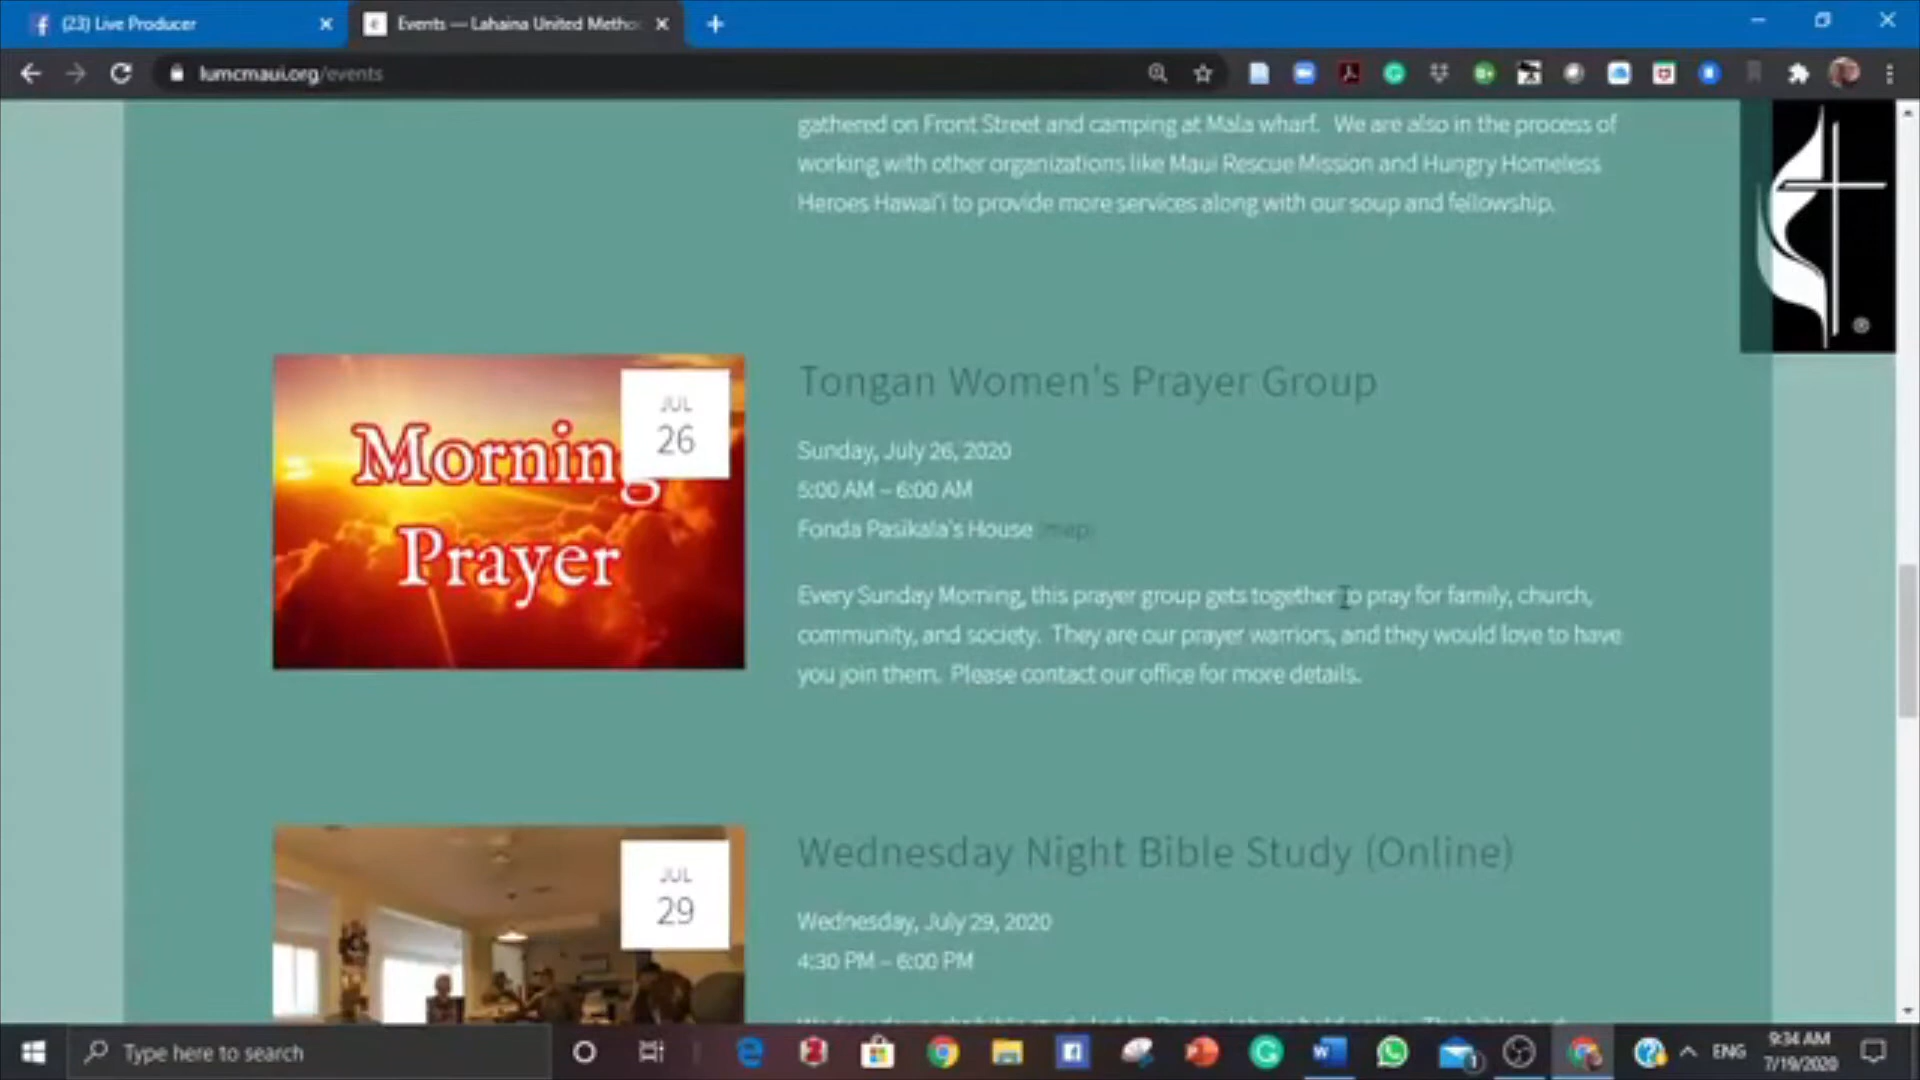 (23) Live Producer
Events — Lahaina United Metho
lumcmaui.org/events
gathered on Front Street and camping at Mala wharf. We are also in the process of
working with other organizations like Maui Rescue Mission and Hungry Homeless
Heroes Hawai'i to provide more services along with our soup and fellowship.
Morning
Prayer
JUL
26
Tongan Women's Prayer Group
Sunday, July 26, 2020
5:00 AM – 6:00 AM
Fonda Pasikala's House (map)
Every Sunday Morning, this prayer group gets together to pray for family, church,
community, and society. They are our prayer warriors, and they would love to have
you join them. Please contact our office for more details.
JUL
29
Wednesday Night Bible Study (Online)
Wednesday, July 29, 2020
4:30 PM – 6:00 PM
Type here to search
ENG
9:34 AM
7/19/2020